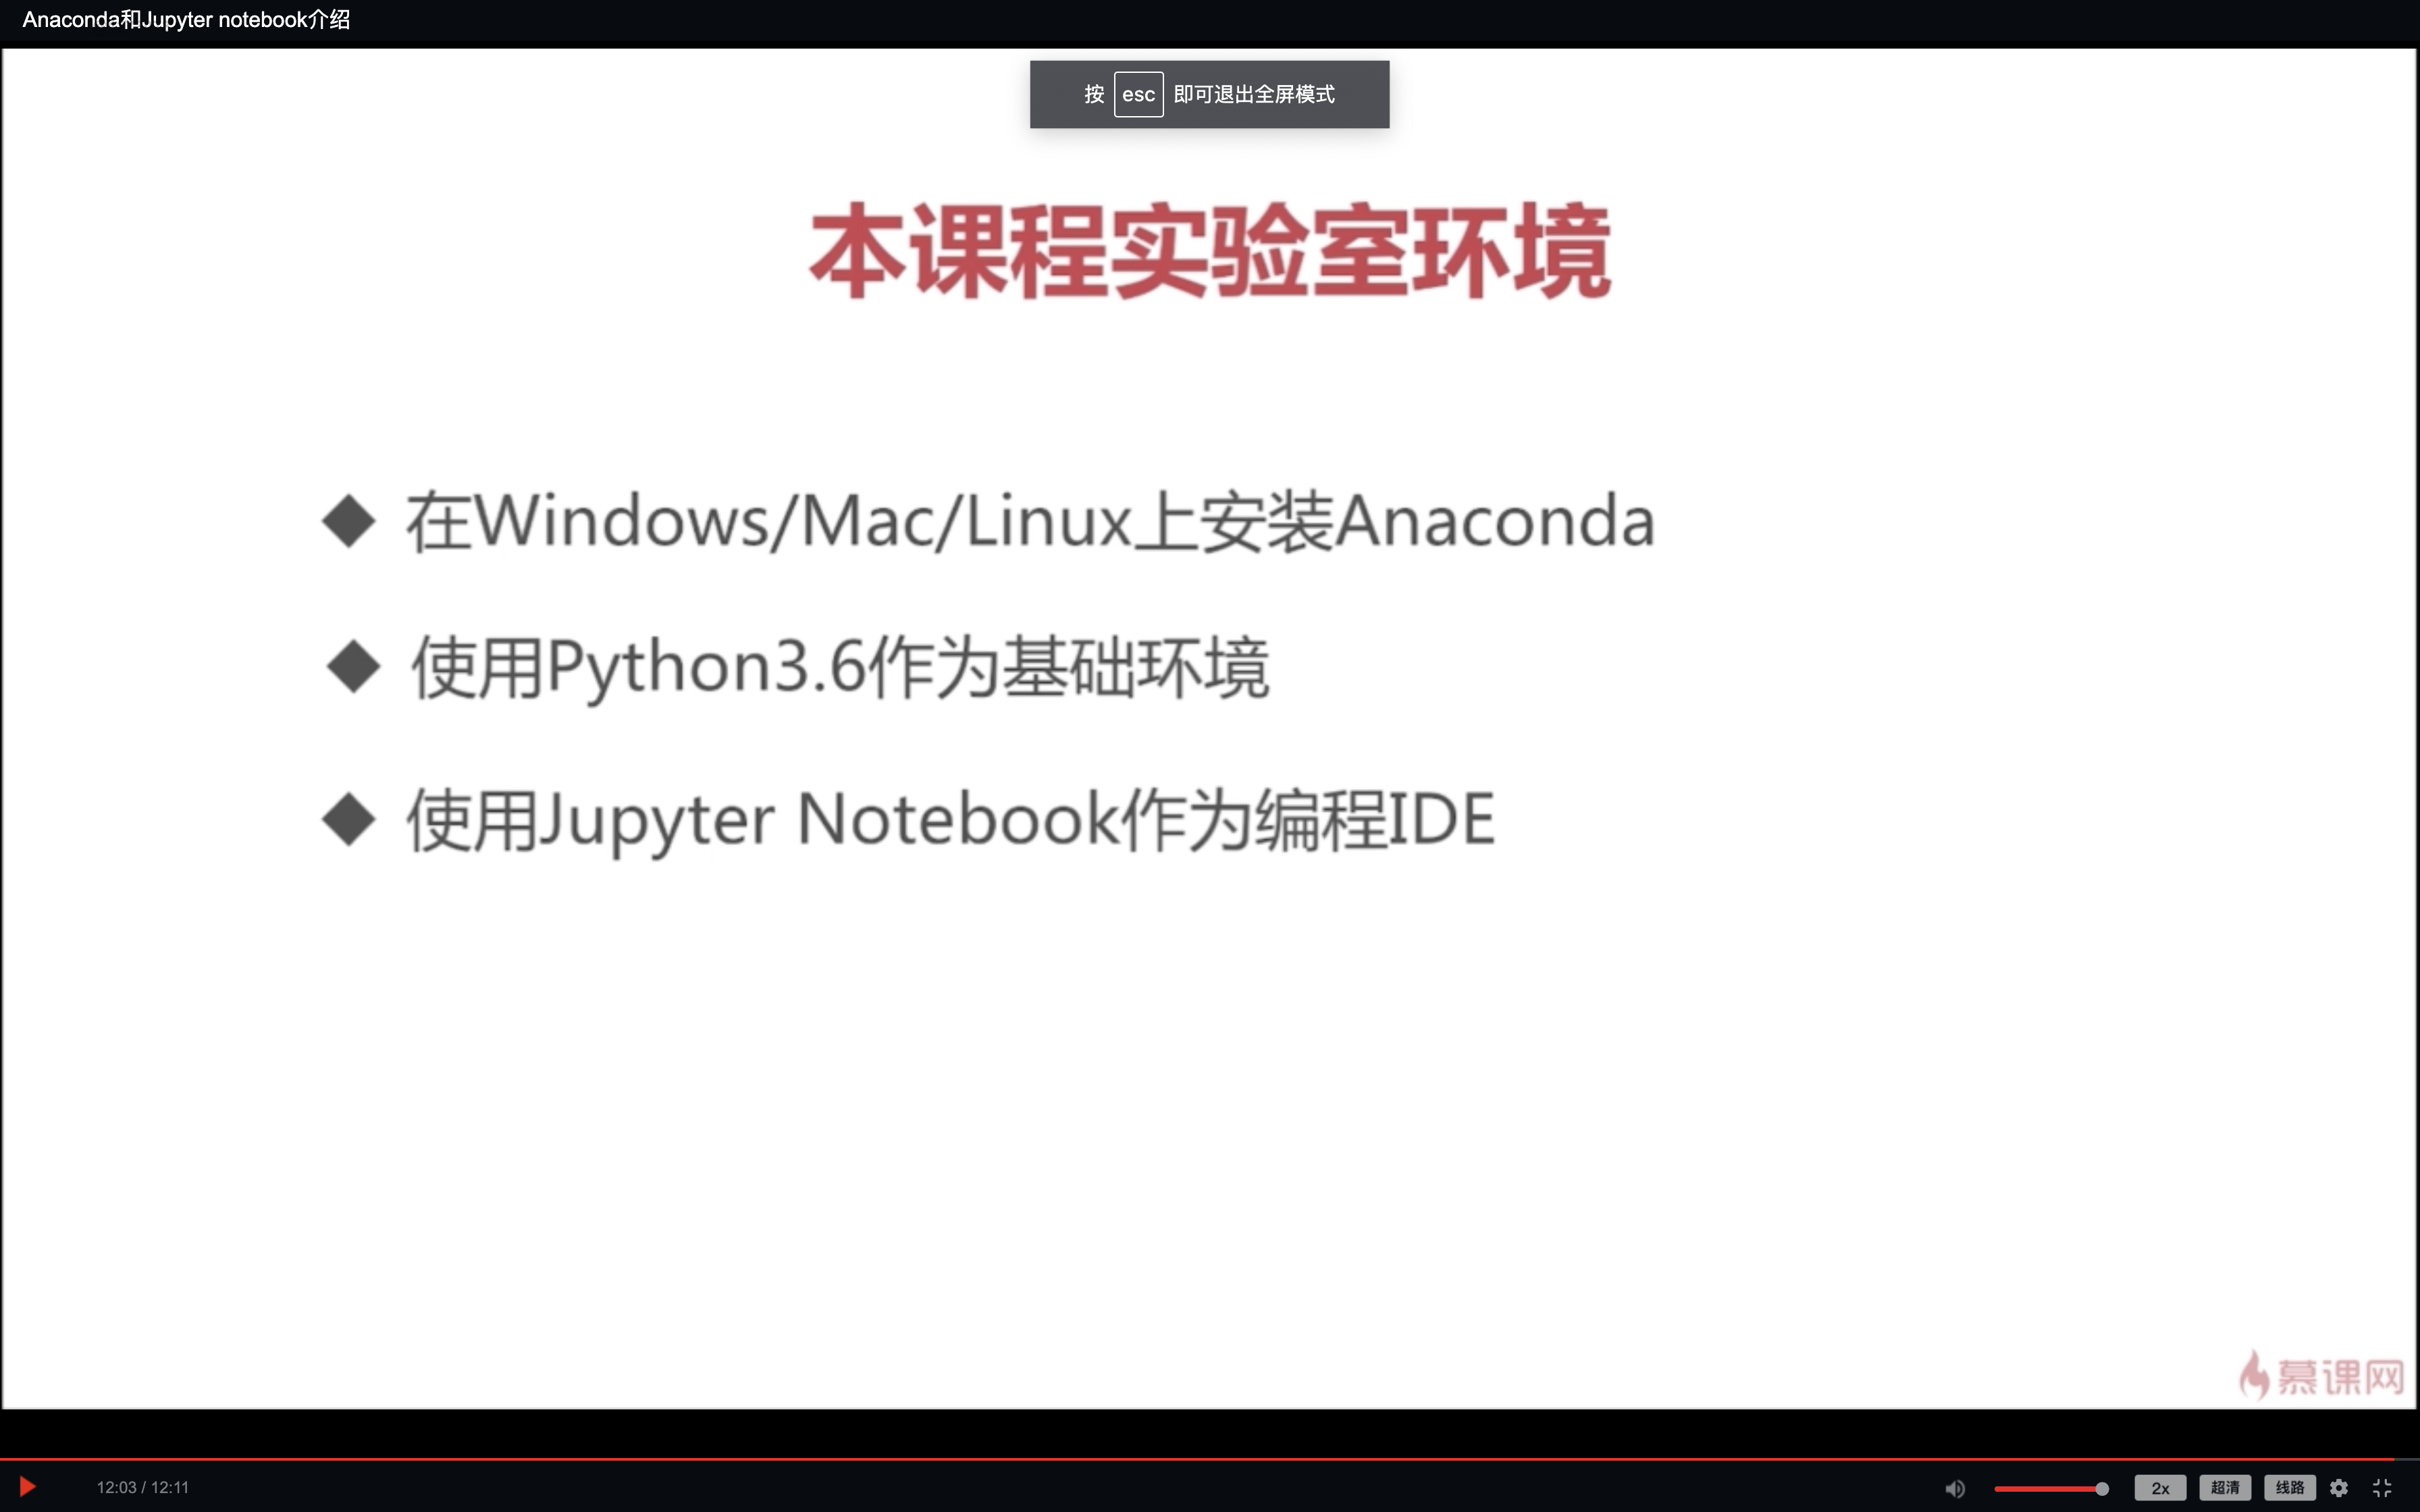 Anaconda和Jupyter notebook介绍
按 esc 即可退出全屏模式
本课程实验室环境
◆ 在Windows/Mac/Linux上安装Anaconda
◆ 使用Python3.6作为基础环境
◆ 使用Jupyter Notebook作为编程IDE
慕课网
12:03 / 12:11
2x 超清 线路